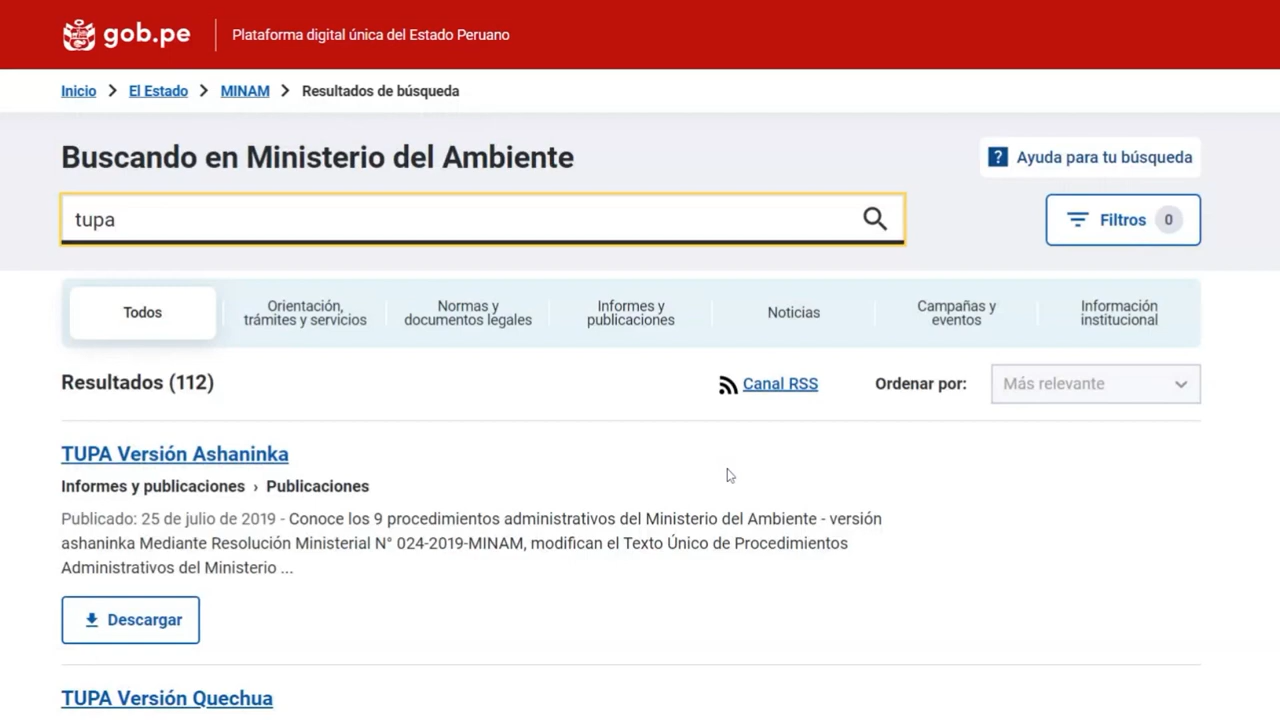 gob.pe
Plataforma digital única del Estado Peruano
Inicio
El Estado
MINAM
Resultados de búsqueda
Buscando en Ministerio del Ambiente
? Ayuda para tu búsqueda
tupa
Filtros 0
Todos
Orientación,
trámites y servicios
Normas y
documentos legales
Informes y
publicaciones
Noticias
Campañas y
eventos
Información
institucional
Resultados (112)
Canal RSS
Ordenar por:
Más relevante
TUPA Versión Ashaninka
Informes y publicaciones › Publicaciones
Publicado: 25 de julio de 2019 - Conoce los 9 procedimientos administrativos del Ministerio del Ambiente - versión
ashaninka Mediante Resolución Ministerial N° 024-2019-MINAM, modifican el Texto Único de Procedimientos
Administrativos del Ministerio ...
Descargar
TUPA Versión Quechua